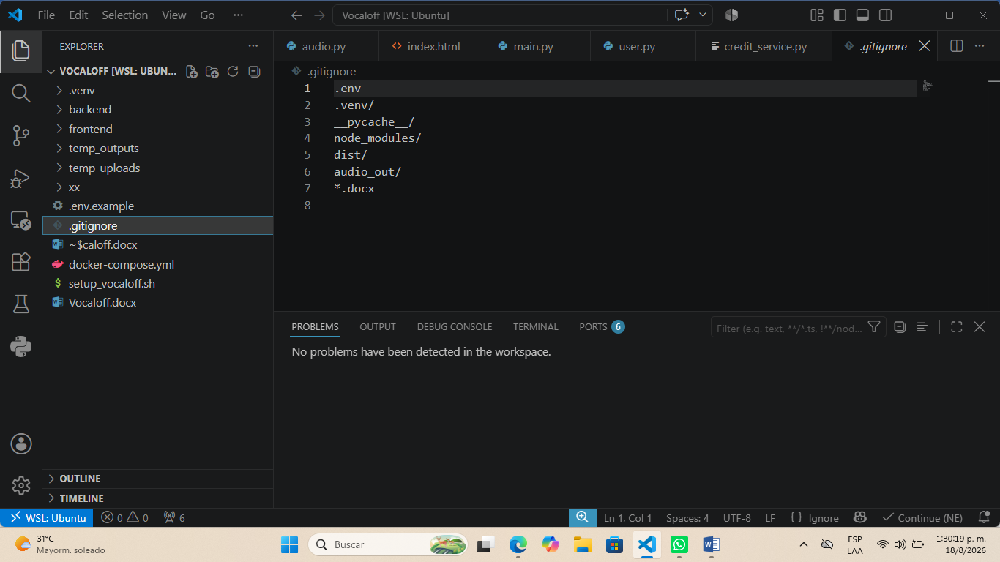 File Edit Selection View Go ···
Vocaloff [WSL: Ubuntu]
EXPLORER
audio.py
index.html
main.py
user.py
credit_service.py
.gitignore
VOCALOFF [WSL: UBUN...
.venv
backend
frontend
temp_outputs
temp_uploads
xx
.env.example
.gitignore
~$caloff.docx
docker-compose.yml
setup_vocaloff.sh
Vocaloff.docx
OUTLINE
TIMELINE
.gitignore
1 .env
2 .venv/
3 __pycache__/
4 node_modules/
5 dist/
6 audio_out/
7 *.docx
8
PROBLEMS OUTPUT DEBUG CONSOLE TERMINAL PORTS 6
Filter (e.g. text, **/*.ts, !**/nod...
No problems have been detected in the workspace.
WSL: Ubuntu 0 0 6 Ln 1, Col 1 Spaces: 4 UTF-8 LF { } Ignore Continue (NE)
31°C
Mayorm. soleado
Buscar
ESP
LAA
1:30:19 p. m.
18/8/2026